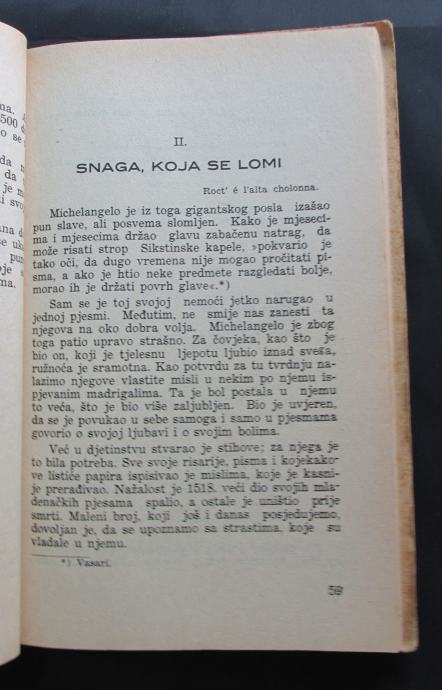 II.
SNAGA, KOJA SE LOMI
Roct' é l'alta cholonna.
Michelangelo je iz toga gigantskog posla izašao
pun slave, ali posvema slomljen. Kako je mjeseci-
ma i mjesecima držao glavu zabačenu natrag, da
može risati strop Sikstinske kapele, »pokvario je
tako oči, da dugo vremena nije mogao pročitati pi-
sma, a ako je htio neke predmete razgledati bolje,
morao ih je držati povrh glave«.*)
Sam se je toj svojoj nemoći jetko narugao u
jednoj pjesmi. Međutim, ne smije nas zanesti ta
njegova na oko dobra volja. Michelangelo je zbog
toga patio upravo strašno. Za čovjeka, kao što je
bio on, koji je tjelesnu ljepotu ljubio iznad svega,
ružnoća je sramotna. Kao potvrdu za tu tvrdnju na-
lazimo njegove vlastite misli u nekim po njemu is-
pjevanim madrigalima. Ta je bol postala u njemu
to veća, što je bio više zaljubljen. Bio je uvjeren,
da se je povukao u sebe samoga i samo u pjesmama
govorio o svojoj ljubavi i o svojim bolima.
Već u djetinstvu stvarao je stihove; za njega je
to bila potreba. Sve svoje risarije, pisma i kojekako-
ve listiće papira ispisivao je mislima, koje je kasni-
je prerađivao. Nažalost je 1518. veći dio svojih mla-
denačkih pjesama spalio, a ostale je uništio prije
smrti. Maleni broj, koji još i danas posjedujemo,
dovoljan je, da se upoznamo sa strastima, koje su
vladale u njemu.
*) Vasari.
59